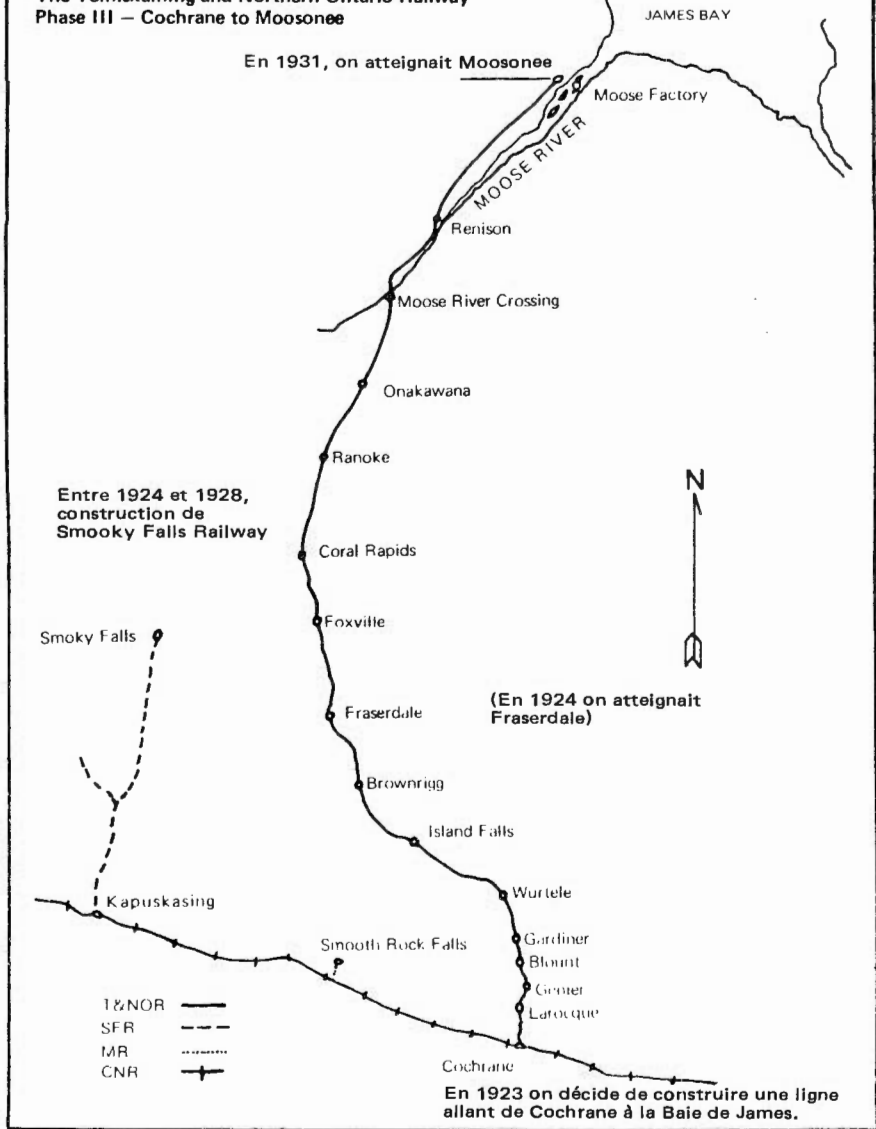 The Temiskaming and Northern Ontario Railway
Phase III — Cochrane to Moosonee
JAMES BAY
En 1931, on atteignait Moosonee
Moose Factory
MOOSE RIVER
Renison
Moose River Crossing
Onakawana
Ranoke
Entre 1924 et 1928,
construction de
Smooky Falls Railway
N
Coral Rapids
Foxville
Smoky Falls
(En 1924 on atteignait
Fraserdale)
Fraserdale
Brownrigg
Island Falls
Wurtele
Kapuskasing
Gardiner
Smooth Rock Falls
Blount
Genier
Larocque
T&NOR
SFR
MR
CNR
Cochrane
En 1923 on décide de construire une ligne
allant de Cochrane à la Baie de James.